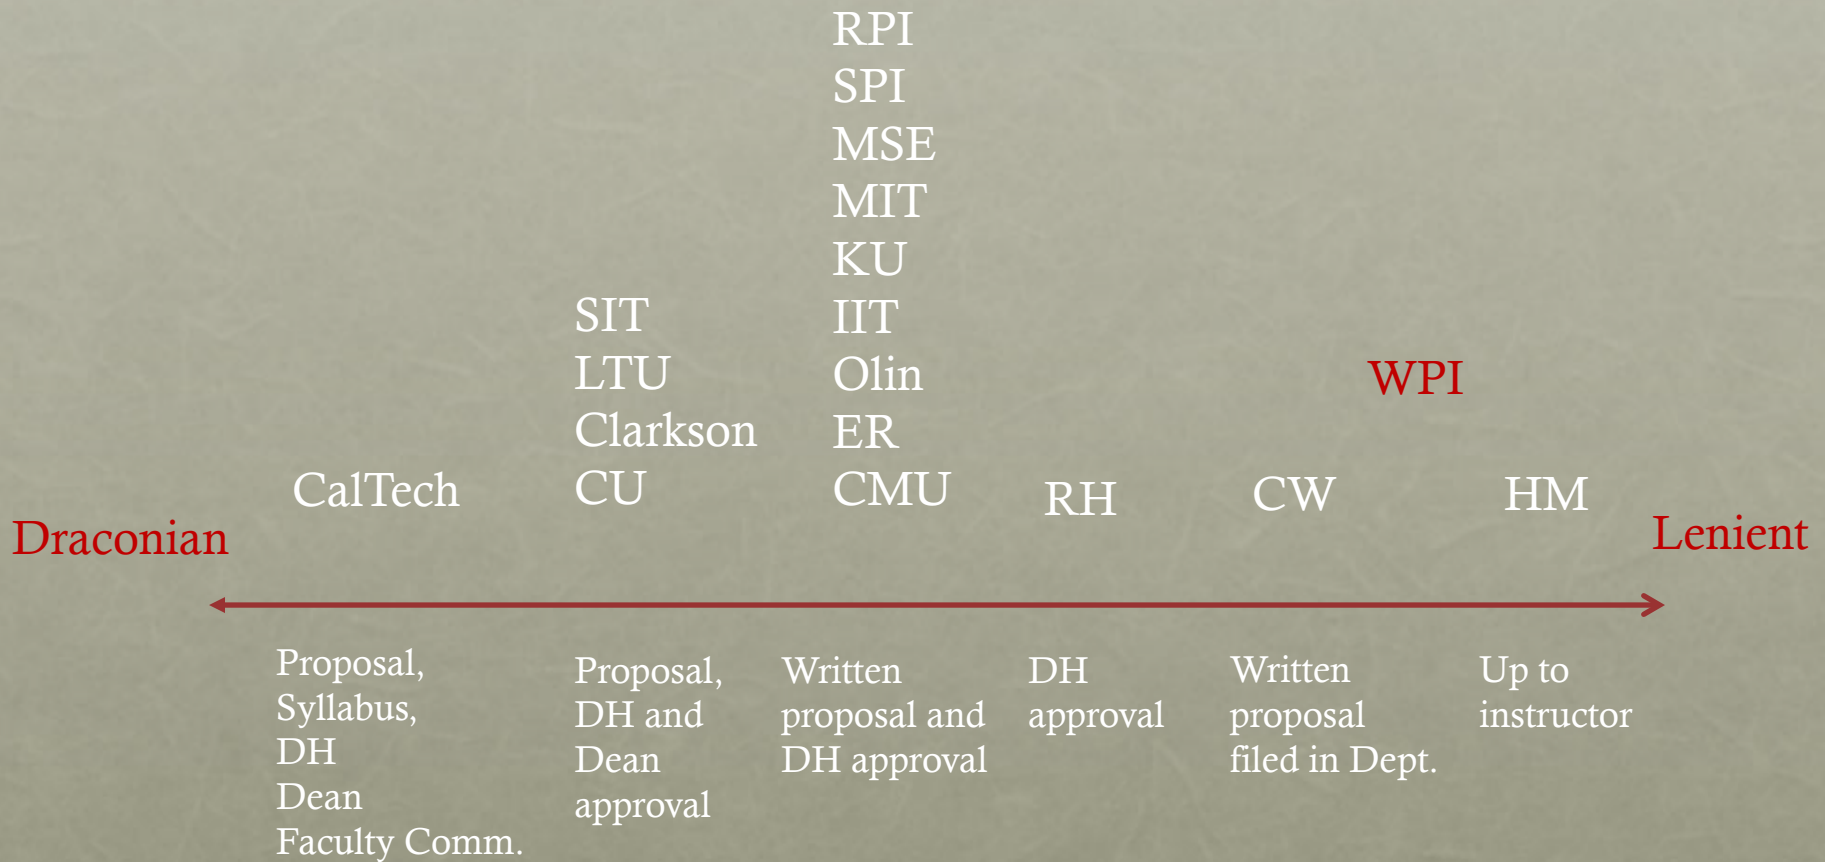 RPI
SPI
MSE
MIT
KU
IIT
Olin
ER
CMU
SIT
LTU
Clarkson
CU
WPI
CalTech
RH
CW
HM
Draconian
Lenient
Proposal,
Syllabus,
DH
Dean
Faculty Comm.
Proposal,
DH and
Dean
approval
Written
proposal and
DH approval
DH
approval
Written
proposal
filed in Dept.
Up to
instructor